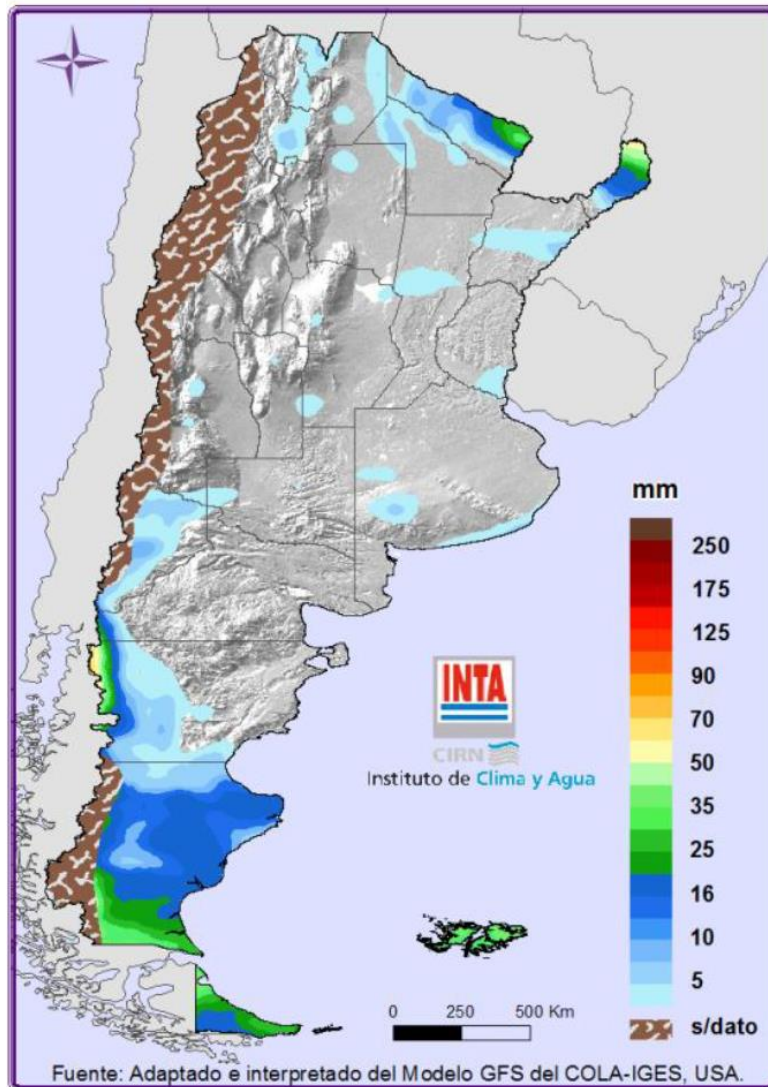 mm
250
175
125
90
70
50
35
25
16
10
5
s/dato
INTA
CIRN
Instituto de Clima y Agua
0 250 500 Km
Fuente: Adaptado e interpretado del Modelo GFS del COLA-IGES, USA.